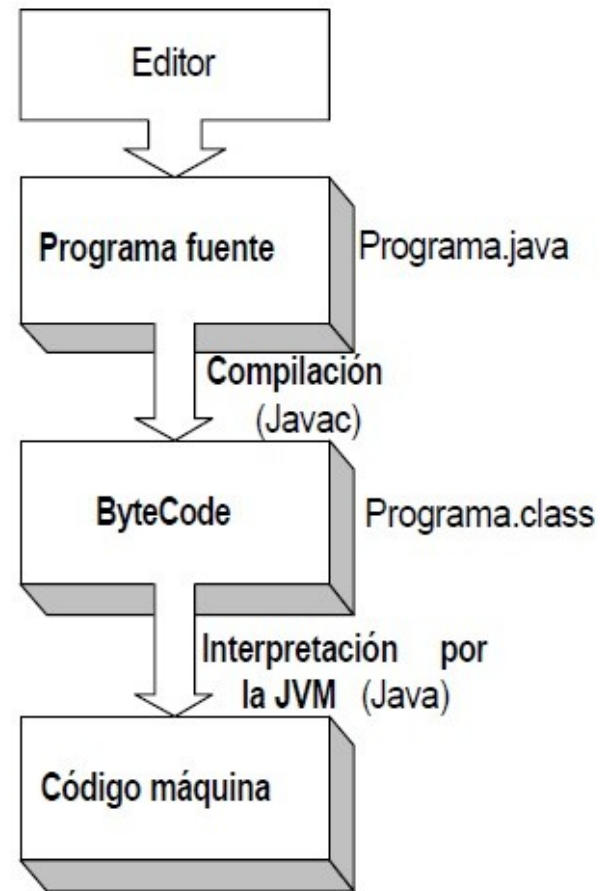 Editor
Programa fuente
Programa.java
Compilación
(Javac)
ByteCode
Programa.class
Interpretación por
la JVM (Java)
Código máquina